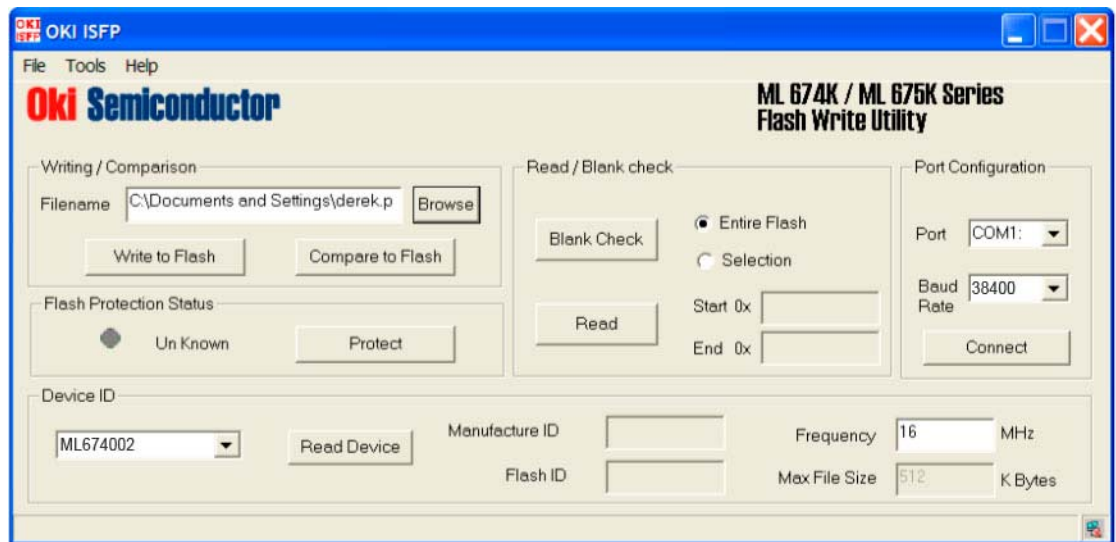 OKI ISFP OKI ISFP
File Tools Help
Oki Semiconductor
ML 674K / ML 675K Series
Flash Write Utility
Writing / Comparison
Filename C:\Documents and Settings\derek.p Browse
Write to Flash Compare to Flash
Flash Protection Status
Un Known Protect
Read / Blank check
Blank Check
Entire Flash
Selection
Read
Start 0x
End 0x
Port Configuration
Port COM1:
Baud Rate 38400
Connect
Device ID
ML674002 Read Device
Manufacture ID
Flash ID
Frequency 16 MHz
Max File Size 512 K Bytes